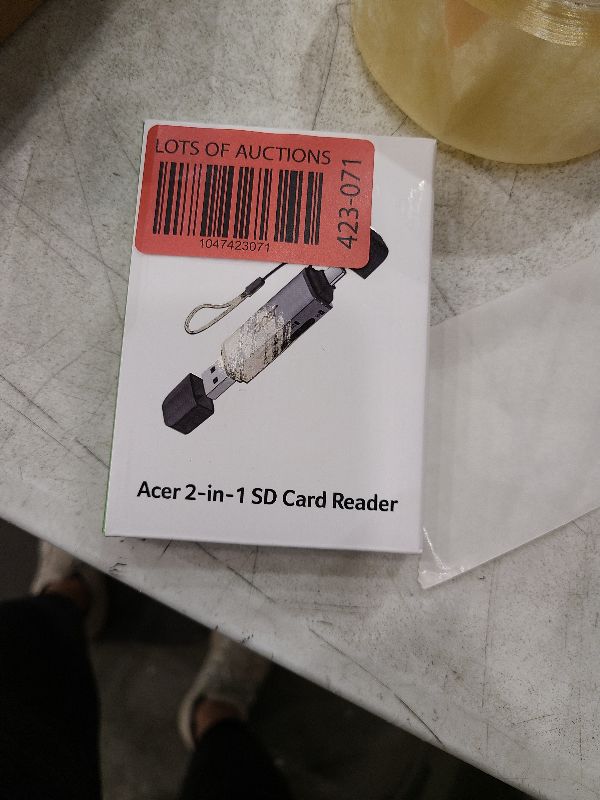 LOTS OF AUCTIONS
423-071
1047423071
Acer 2-in-1 SD Card Reader